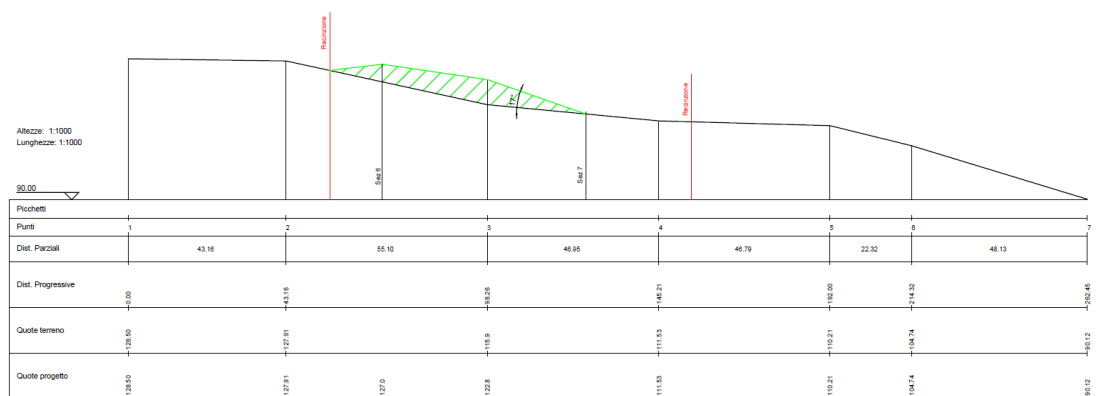 Recinzione
Recinzione
17°
Altezze: 1:1000
Lunghezze: 1:1000
Sez 6
Sez 7
90.00
Picchetti
Punti 1 2 3 4 5 6 7
Dist. Parziali 43.16 55.10 46.95 46.79 22.32 48.13
Dist. Progressive 0.00 43.16 98.26 145.21 192.00 214.32 262.45
Quote terreno 128.50 127.91 115.9 111.53 110.21 104.74 90.12
Quote progetto 128.50 127.91 127.0 122.8 111.53 110.21 104.74 90.12